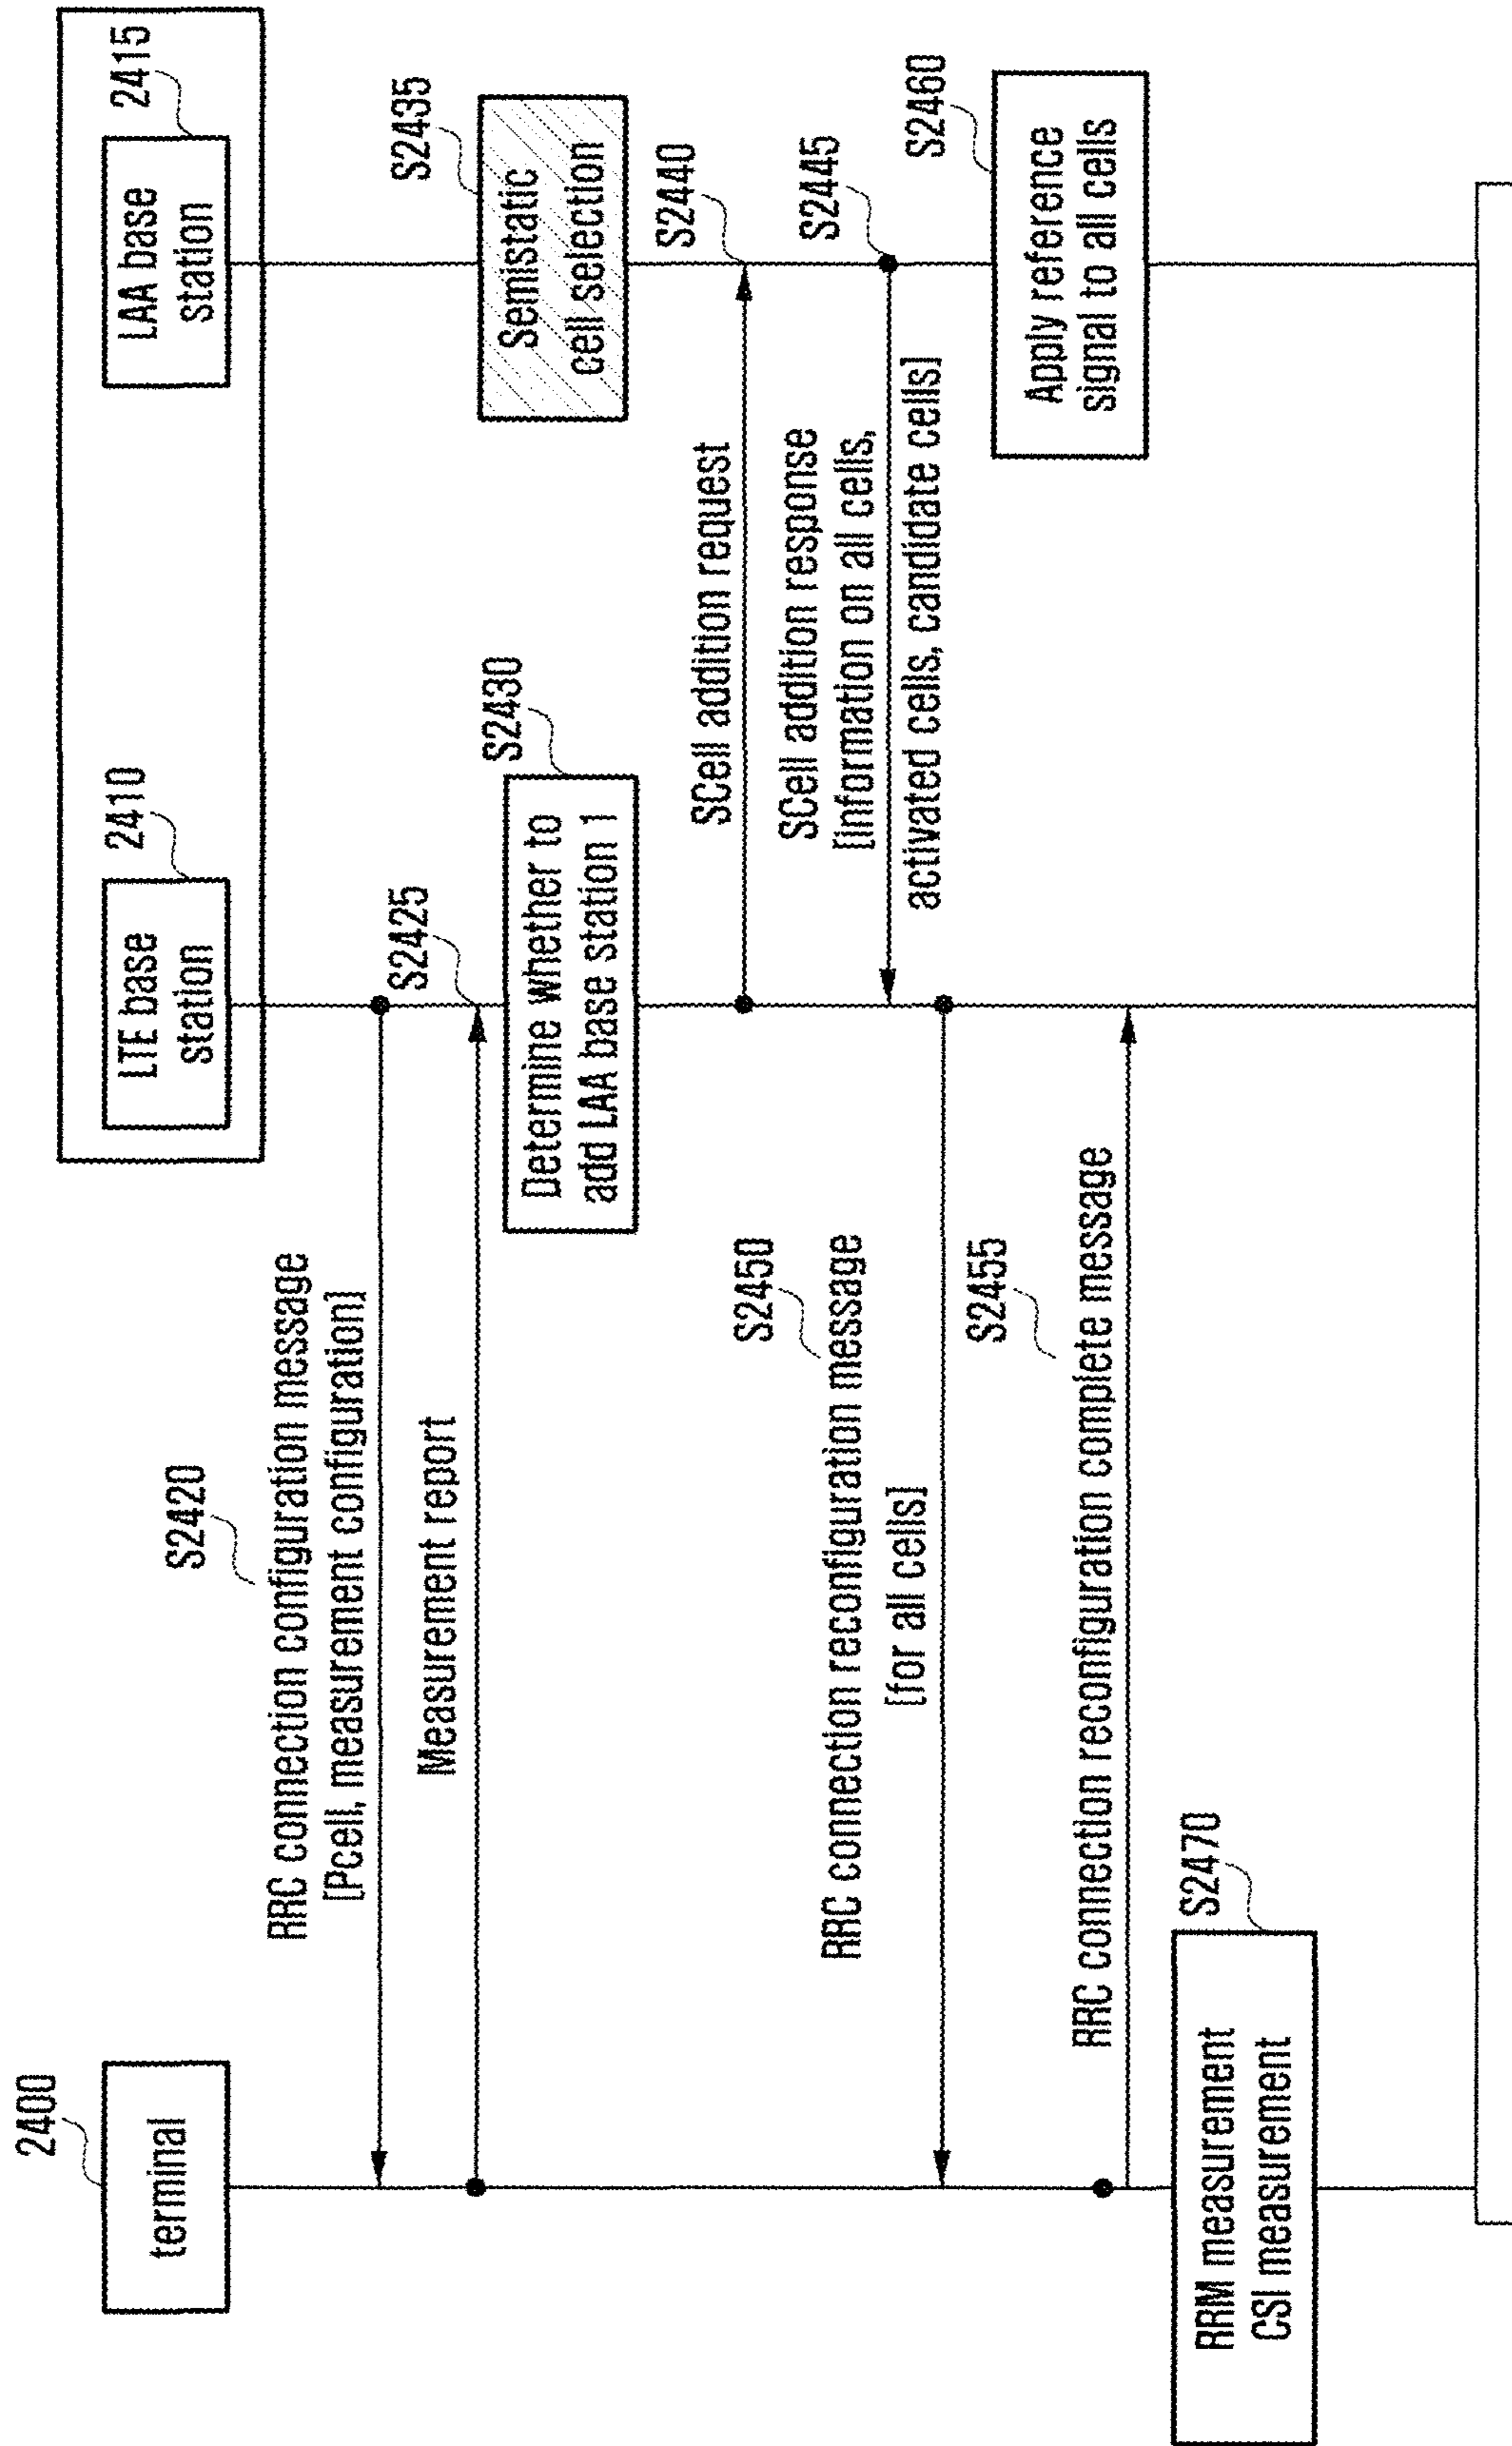 2400
terminal
2410
LTE base
station
2415
LAA base
station
S2420
RRC connection configuration message
[Pcell, measurement configuration]
S2425
Measurement report
S2430
Determine whether to
add LAA base station 1
S2435
Semistatic
cell selection
S2440
SCell addition request
S2445
SCell addition response
[information on all cells,
activated cells, candidate cells]
S2450
RRC connection reconfiguration message
[for all cells]
S2455
RRC connection reconfiguration complete message
S2460
Apply reference
signal to all cells
S2470
RRM measurement
CSI measurement